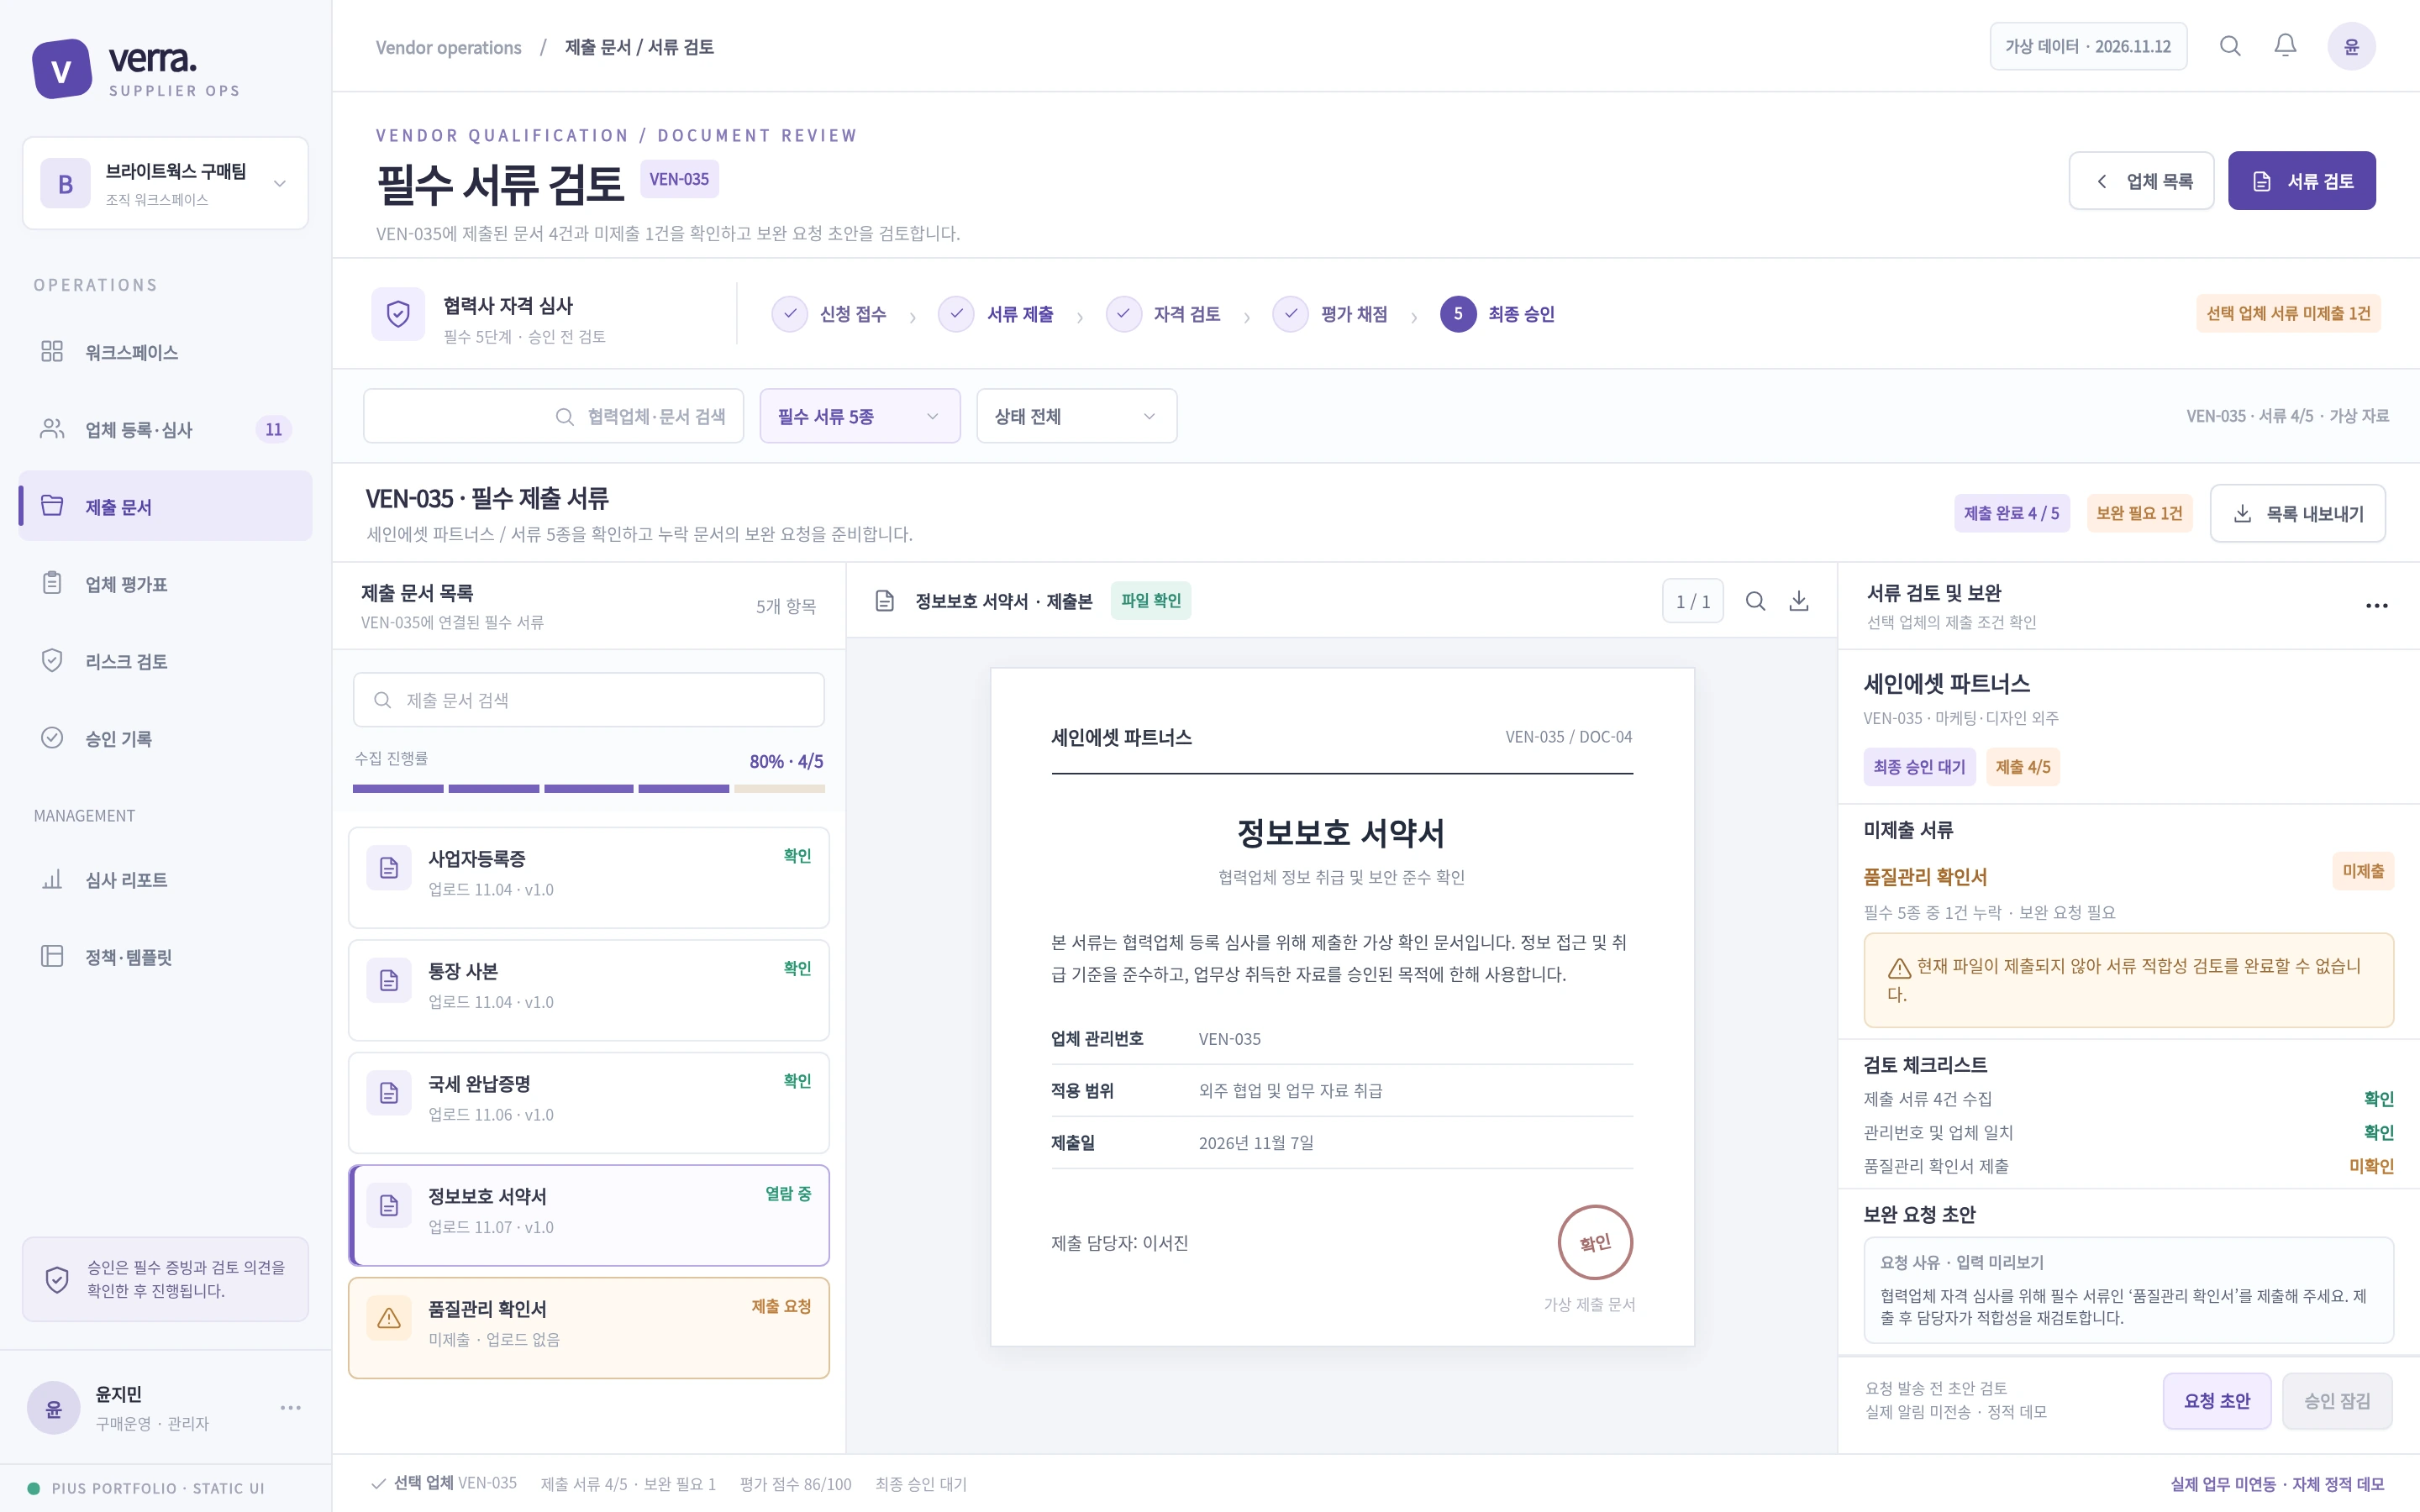 V
verra.
SUPPLIER OPS
B
브라이트웍스 구매팀
조직 워크스페이스
OPERATIONS
워크스페이스
업체 등록·심사
11
제출 문서
업체 평가표
리스크 검토
승인 기록
MANAGEMENT
심사 리포트
정책·템플릿
승인은 필수 증빙과 검토 의견을
확인한 후 진행됩니다.
윤
윤지민
구매운영 · 관리자
PIUS PORTFOLIO · STATIC UI
Vendor operations / 제출 문서 / 서류 검토
가상 데이터 · 2026.11.12
윤
VENDOR QUALIFICATION / DOCUMENT REVIEW
필수 서류 검토
VEN-035
VEN-035에 제출된 문서 4건과 미제출 1건을 확인하고 보완 요청 초안을 검토합니다.
업체 목록
서류 검토
협력사 자격 심사
필수 5단계 · 승인 전 검토
신청 접수
서류 제출
자격 검토
평가 채점
5 최종 승인
선택 업체 서류 미제출 1건
협력업체·문서 검색
필수 서류 5종
상태 전체
VEN-035 · 서류 4/5 · 가상 자료
VEN-035 · 필수 제출 서류
세인에셋 파트너스 / 서류 5종을 확인하고 누락 문서의 보완 요청을 준비합니다.
제출 완료 4 / 5
보완 필요 1건
목록 내보내기
제출 문서 목록
VEN-035에 연결된 필수 서류
5개 항목
제출 문서 검색
수집 진행률
80% · 4/5
사업자등록증
업로드 11.04 · v1.0
확인
통장 사본
업로드 11.04 · v1.0
확인
국세 완납증명
업로드 11.06 · v1.0
확인
정보보호 서약서
업로드 11.07 · v1.0
열람 중
품질관리 확인서
미제출 · 업로드 없음
제출 요청
정보보호 서약서 · 제출본
파일 확인
1 / 1
세인에셋 파트너스
VEN-035 / DOC-04
정보보호 서약서
협력업체 정보 취급 및 보안 준수 확인
본 서류는 협력업체 등록 심사를 위해 제출한 가상 확인 문서입니다. 정보 접근 및 취
급 기준을 준수하고, 업무상 취득한 자료를 승인된 목적에 한해 사용합니다.
업체 관리번호 VEN-035
적용 범위 외주 협업 및 업무 자료 취급
제출일 2026년 11월 7일
제출 담당자: 이서진
확인
가상 제출 문서
서류 검토 및 보완
선택 업체의 제출 조건 확인
세인에셋 파트너스
VEN-035 · 마케팅·디자인 외주
최종 승인 대기
제출 4/5
미제출 서류
품질관리 확인서
미제출
필수 5종 중 1건 누락 · 보완 요청 필요
현재 파일이 제출되지 않아 서류 적합성 검토를 완료할 수 없습니
다.
검토 체크리스트
제출 서류 4건 수집 확인
관리번호 및 업체 일치 확인
품질관리 확인서 제출 미확인
보완 요청 초안
요청 사유 · 입력 미리보기
협력업체 자격 심사를 위해 필수 서류인 ‘품질관리 확인서’를 제출해 주세요. 제
출 후 담당자가 적합성을 재검토합니다.
요청 발송 전 초안 검토
실제 알림 미전송 · 정적 데모
요청 초안
승인 잠김
선택 업체 VEN-035
제출 서류 4/5 · 보완 필요 1
평가 점수 86/100
최종 승인 대기
실제 업무 미연동 · 자체 정적 데모